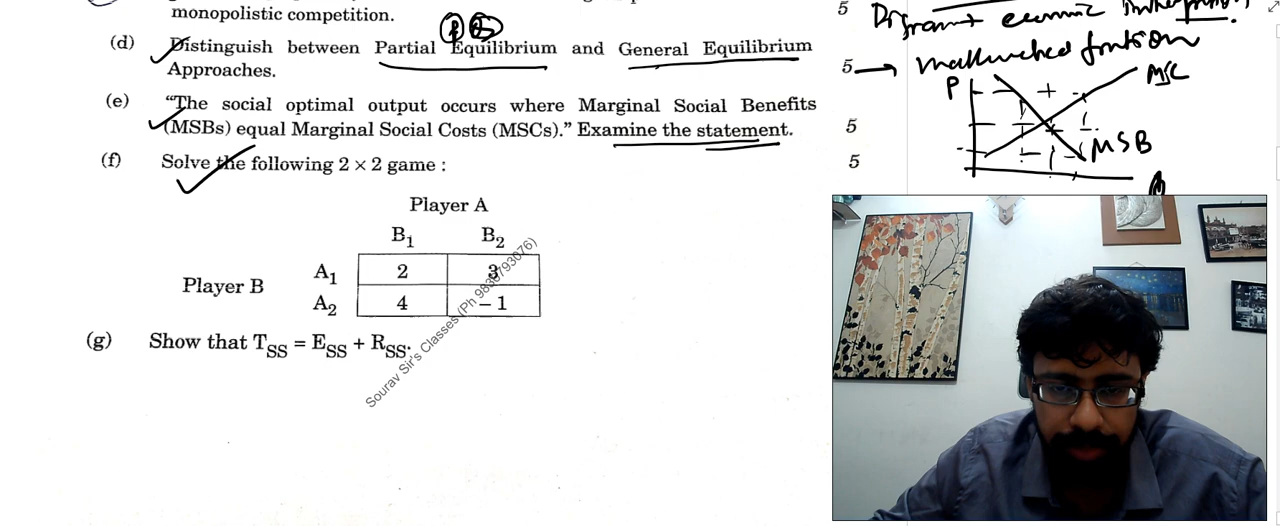 monopolistic competition.
(d) Distinguish between Partial Equilibrium and General Equilibrium
Approaches.
5
(e) "The social optimal output occurs where Marginal Social Benefits
(MSBs) equal Marginal Social Costs (MSCs)." Examine the statement.
5
(f) Solve the following 2 × 2 game :
5
Player A
B1 B2
Player B
A1 2 3
A2 4 – 1
(g) Show that TSS = ESS + RSS.
Sourav Sir's Classes (Ph 9836793076)
5
economic
P
MSC
MSB